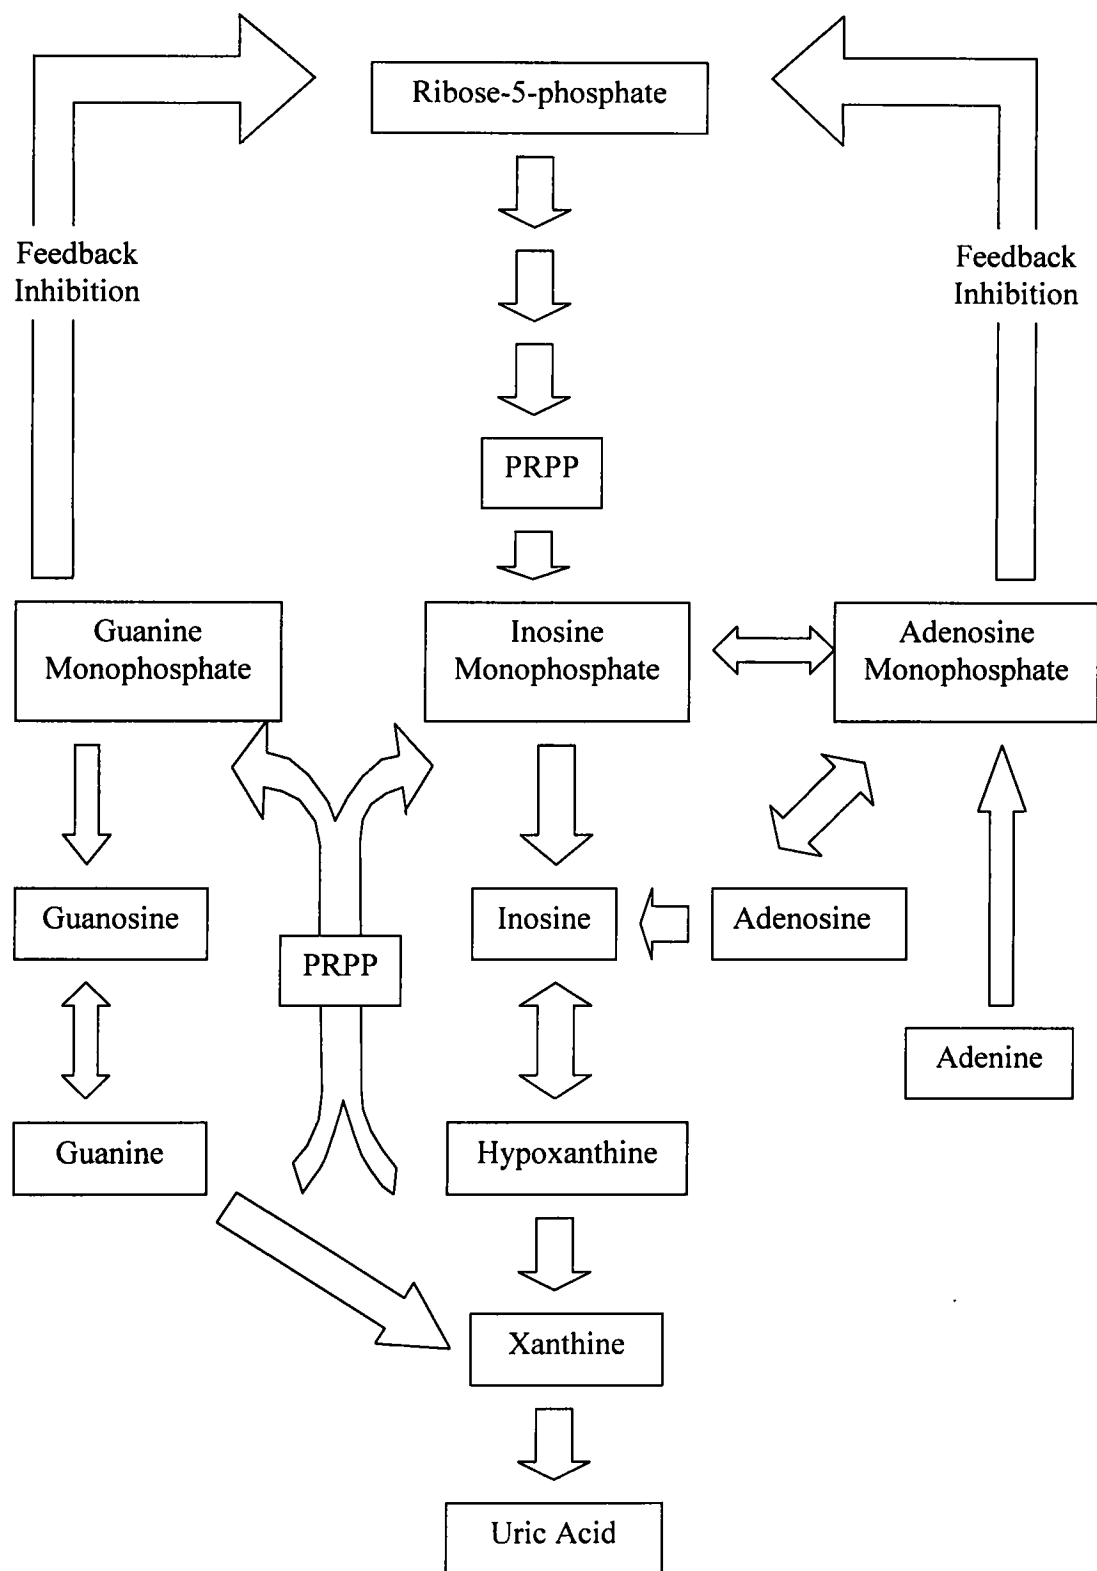 Ribose-5-phosphate
Feedback
Inhibition
Feedback
Inhibition
PRPP
Guanine
Monophosphate
Inosine
Monophosphate
Adenosine
Monophosphate
Guanosine
Inosine
Adenosine
PRPP
Adenine
Guanine
Hypoxanthine
Xanthine
Uric Acid